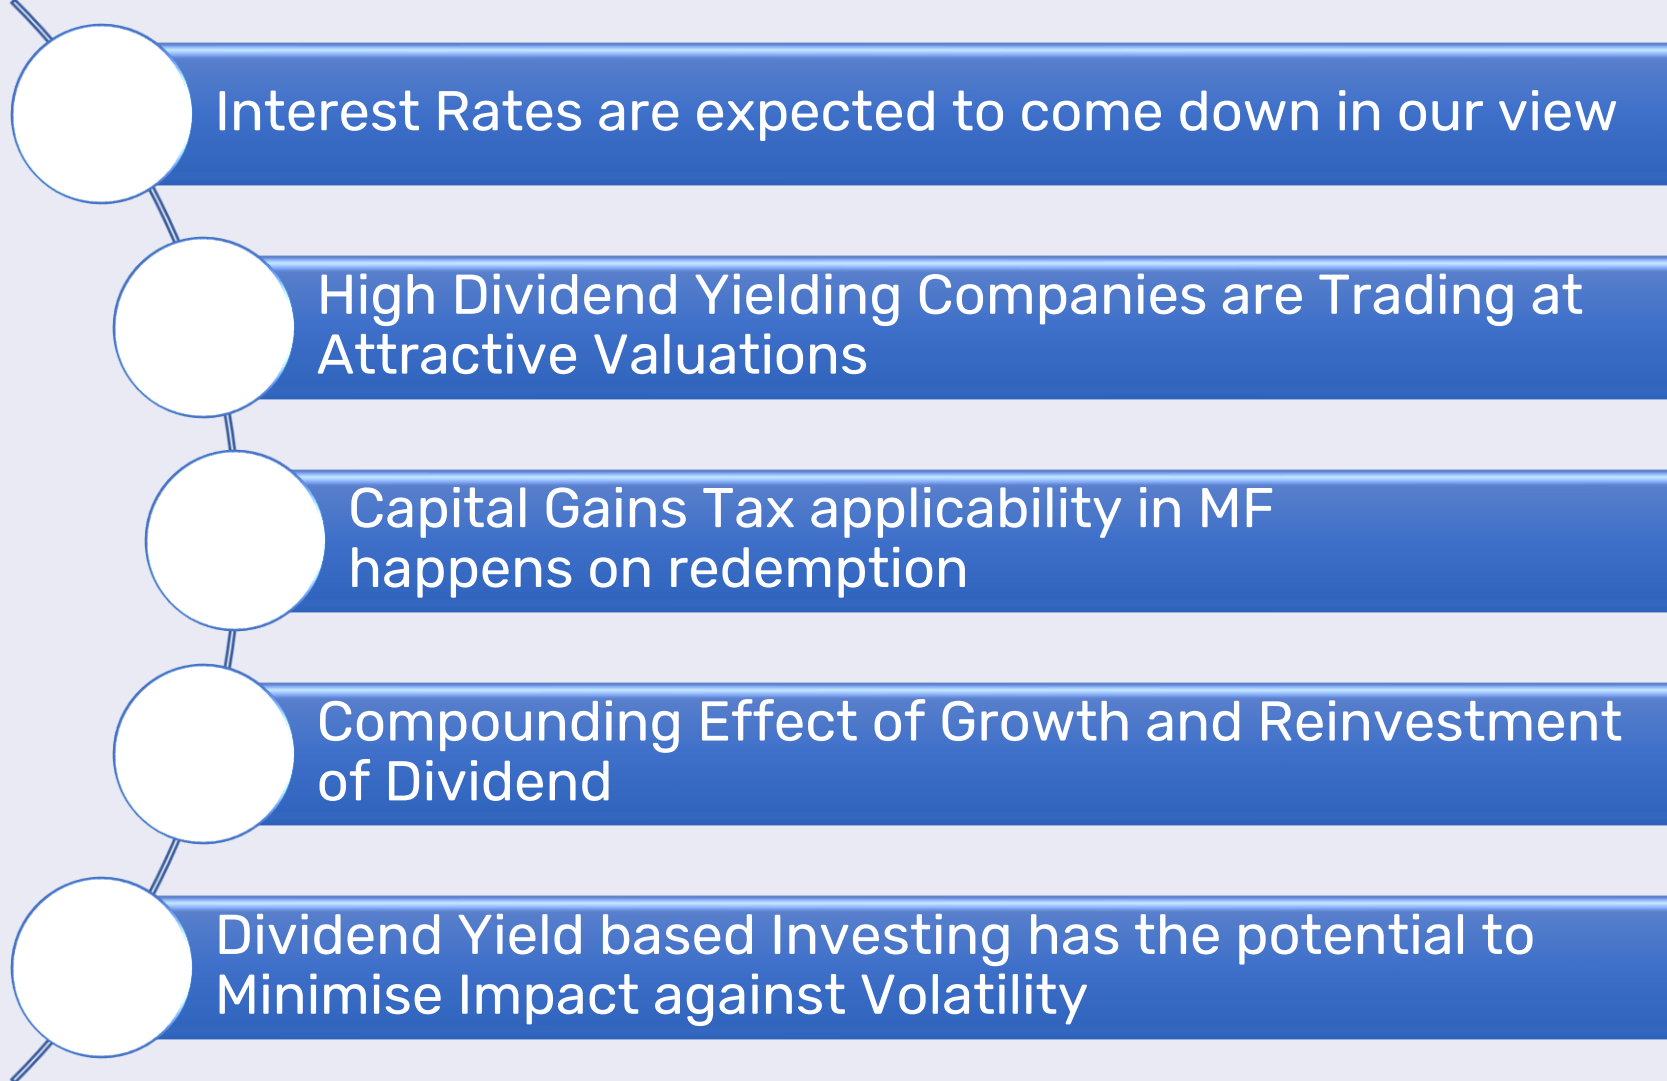 Interest Rates are expected to come down in our view
High Dividend Yielding Companies are Trading at
Attractive Valuations
Capital Gains Tax applicability in MF
happens on redemption
Compounding Effect of Growth and Reinvestment
of Dividend
Dividend Yield based Investing has the potential to
Minimise Impact against Volatility